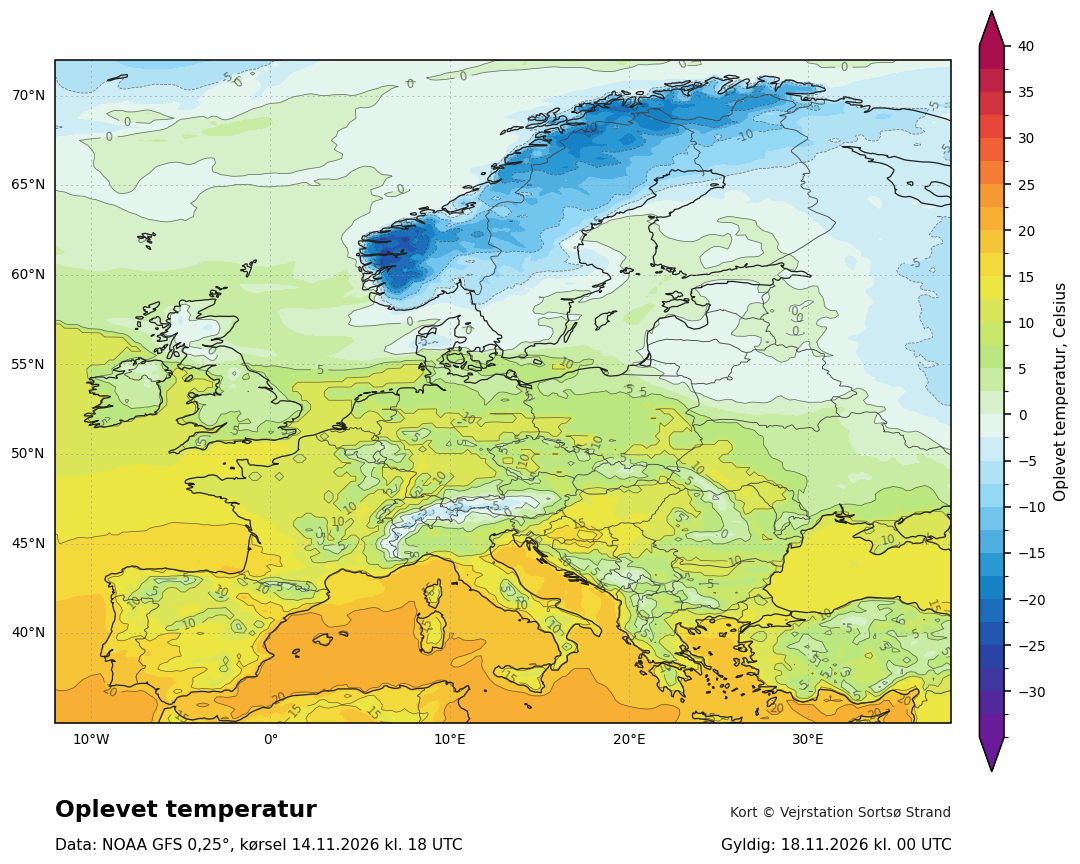 70°N
65°N
60°N
55°N
50°N
45°N
40°N
10°W
0°
10°E
20°E
30°E
40
35
30
25
20
15
10
5
0
−5
−10
−15
−20
−25
−30
Oplevet temperatur, Celsius
Oplevet temperatur
Kort © Vejrstation Sortsø Strand
Data: NOAA GFS 0,25°, kørsel 14.11.2026 kl. 18 UTC
Gyldig: 18.11.2026 kl. 00 UTC